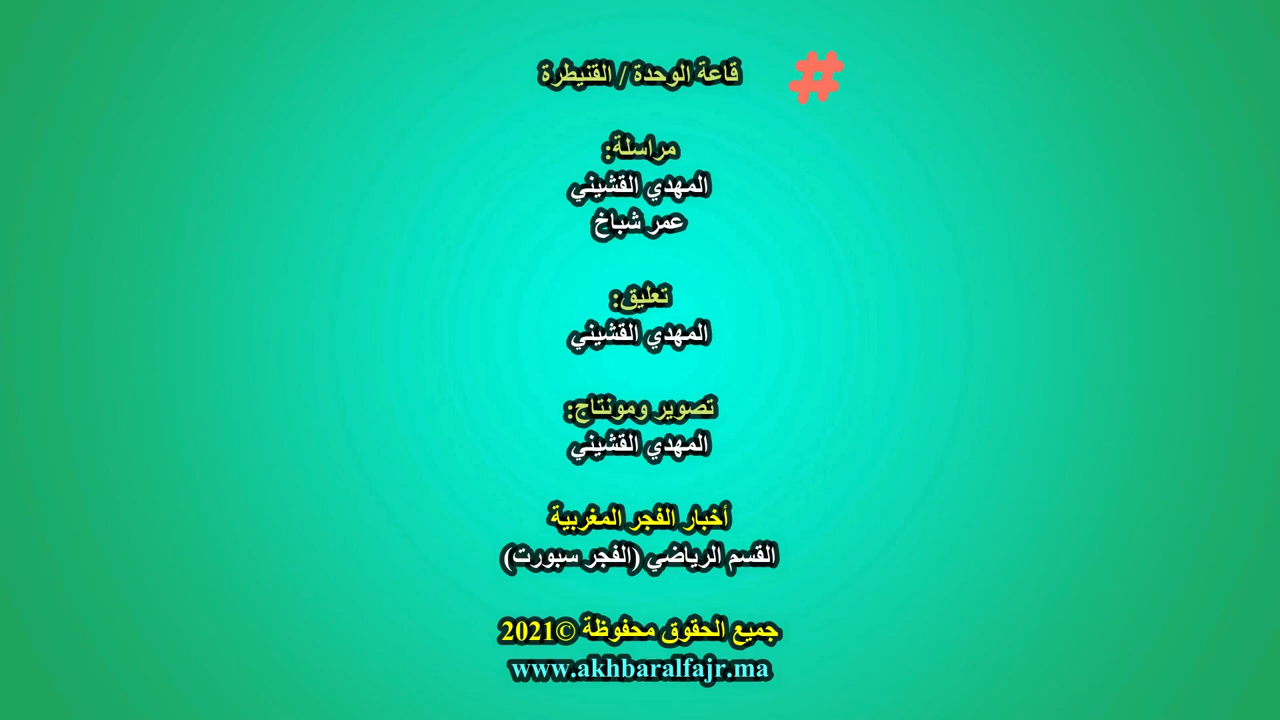 # قاعة الوحدة / القنيطرة
مراسلة:
المهدي القشيني
عمر شباخ
تعليق:
المهدي القشيني
تصوير ومونتاج:
المهدي القشيني
أخبار الفجر المغربية
القسم الرياضي (الفجر سبورت)
جميع الحقوق محفوظة ©2021
www.akhbaralfajr.ma